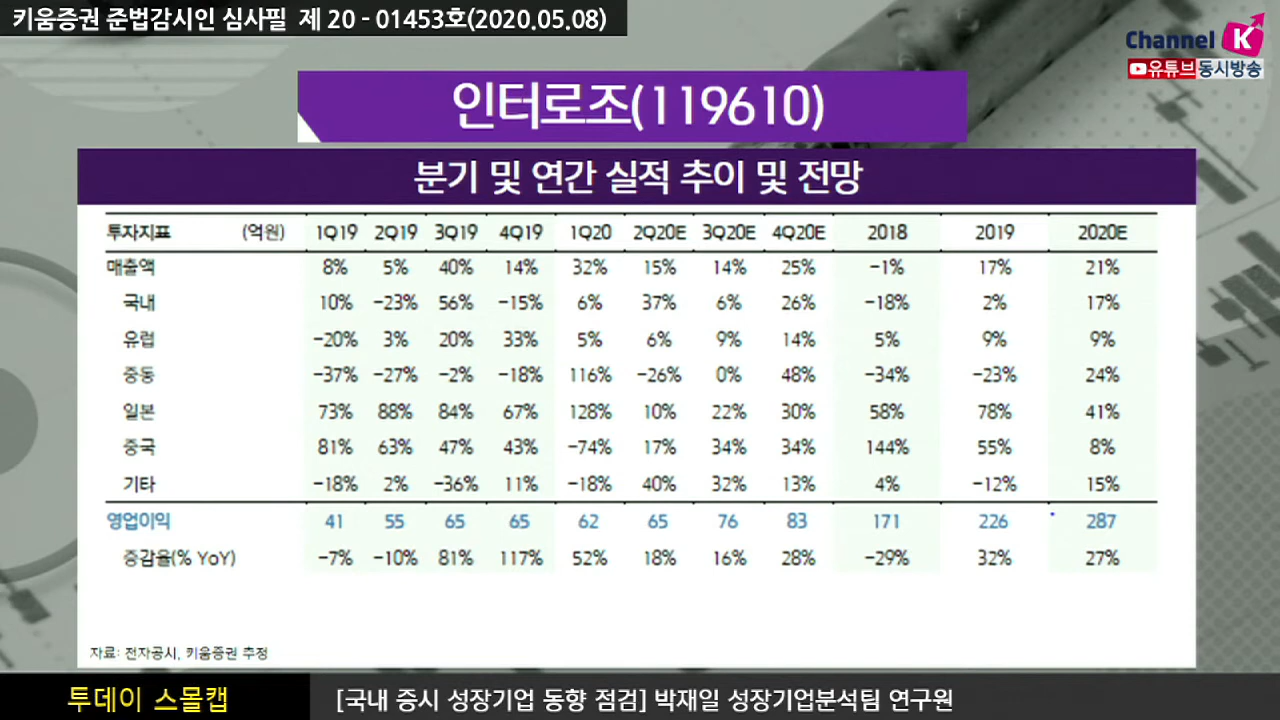 키움증권 준법감시인 심사필 제 20 - 01453호(2020.05.08)
Channel K
유튜브 동시방송
인터로조(119610)
분기 및 연간 실적 추이 및 전망
투자지표 (억원) 1Q19 2Q19 3Q19 4Q19 1Q20 2Q20E 3Q20E 4Q20E 2018 2019 2020E
매출액 8% 5% 40% 14% 32% 15% 14% 25% -1% 17% 21%
국내 10% -23% 56% -15% 6% 37% 6% 26% -18% 2% 17%
유럽 -20% 3% 20% 33% 5% 6% 9% 14% 5% 9% 9%
중동 -37% -27% -2% -18% 116% -26% 0% 48% -34% -23% 24%
일본 73% 88% 84% 67% 128% 10% 22% 30% 58% 78% 41%
중국 81% 63% 47% 43% -74% 17% 34% 34% 144% 55% 8%
기타 -18% 2% -36% 11% -18% 40% 32% 13% 4% -12% 15%
영업이익 41 55 65 65 62 65 76 83 171 226 287
증감율(% YoY) -7% -10% 81% 117% 52% 18% 16% 28% -29% 32% 27%
자료: 전자공시, 키움증권 추정
투데이 스몰캡 [국내 증시 성장기업 동향 점검] 박재일 성장기업분석팀 연구원